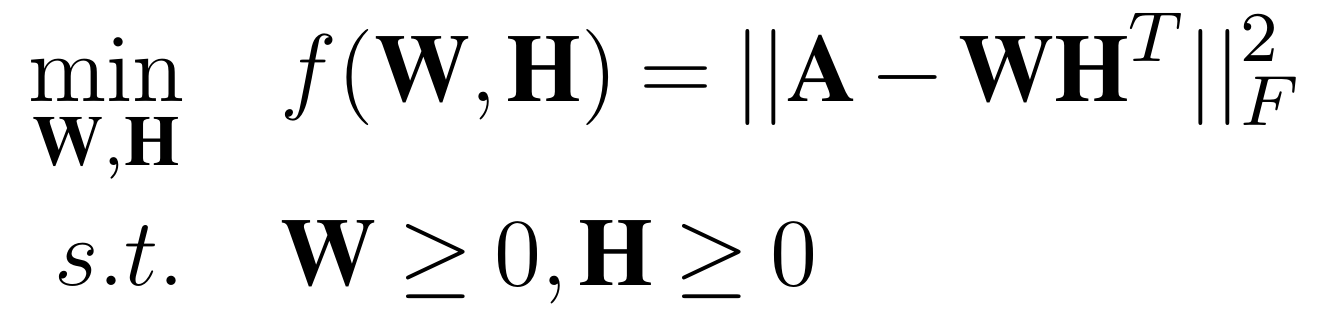 min_{W,H} f(W, H) = ||A − WH^T||_F^2
s.t. W ≥ 0, H ≥ 0